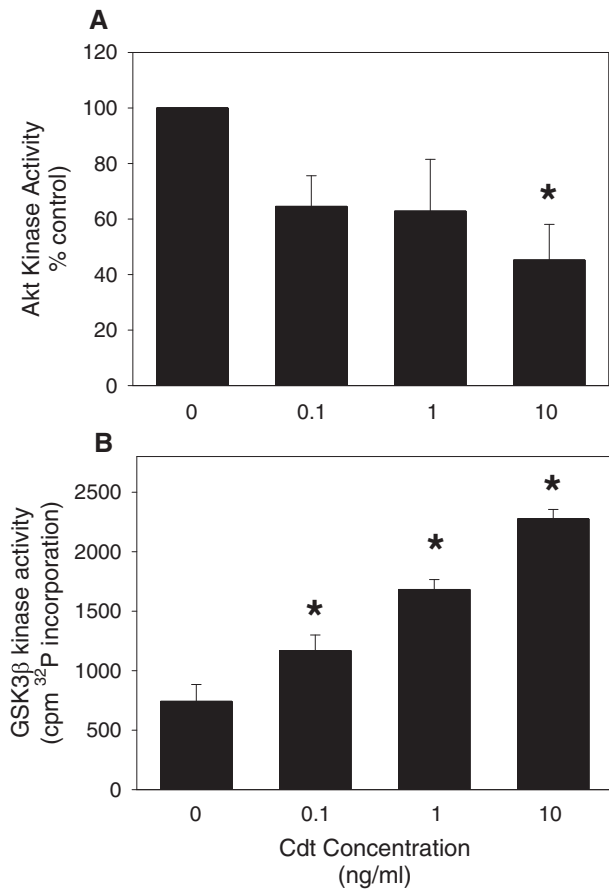 A
120
100
80
60
40
20
0
Akt Kinase Activity
% control)
*
0 0.1 1 10
B
2500
2000
1500
1000
500
0
GSK3β kinase activity
(cpm ³²P incorporation)
* * *
0 0.1 1 10
Cdt Concentration
(ng/ml)